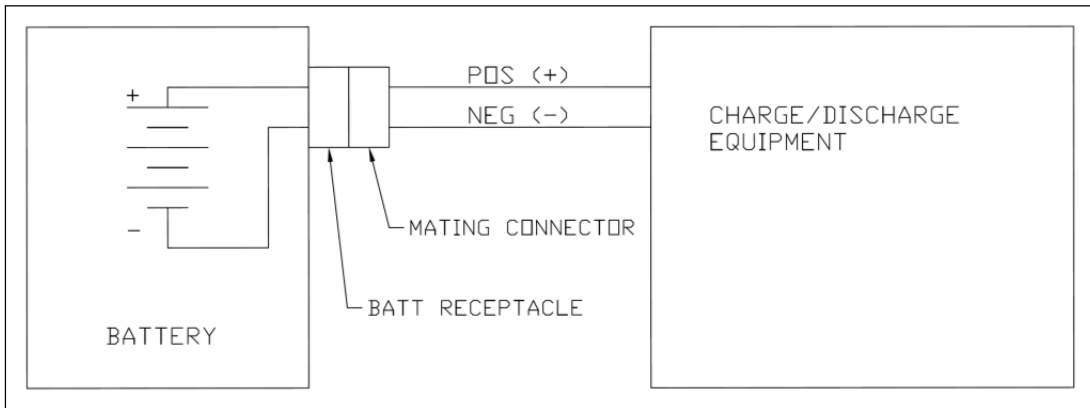 +
-
BATTERY
POS (+)
NEG (-)
MATING CONNECTOR
BATT RECEPTACLE
CHARGE/DISCHARGE
EQUIPMENT